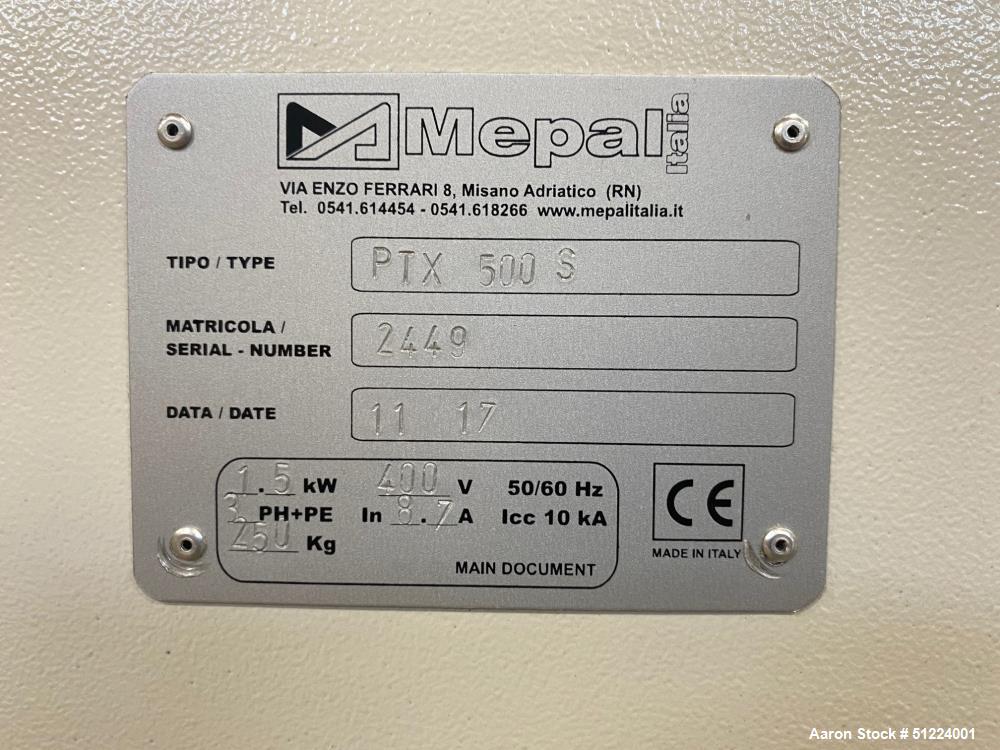 Mepal Italia
VIA ENZO FERRARI 8, Misano Adriatico (RN)
Tel. 0541.614454 - 0541.618266 www.mepalitalia.it
TIPO / TYPE PTX 500 S
MATRICOLA /
SERIAL - NUMBER 2449
DATA / DATE 11 17
1.5 kW 400 V 50/60 Hz
3 PH+PE In 8.7 A Icc 10 kA
250 Kg
MAIN DOCUMENT
CE
MADE IN ITALY
Aaron Stock # 51224001